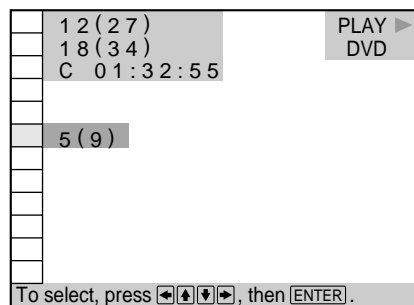 12(27)
18(34)
C 01:32:55
PLAY ▶
DVD
5(9)
To select, press ←↑↓→, then ENTER.